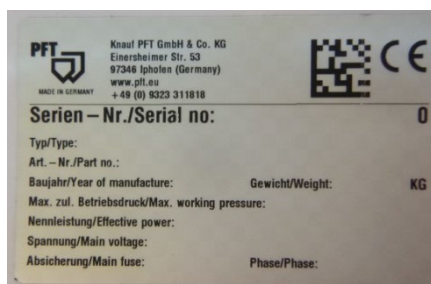 PFT
MADE IN GERMANY
Knauf PFT GmbH & Co. KG
Einersheimer Str. 53
97346 Iphofen (Germany)
www.pft.eu
+49 (0) 9323 311818
CE
Serien – Nr./Serial no: 0
Typ/Type:
Art. – Nr./Part no.:
Baujahr/Year of manufacture: Gewicht/Weight: KG
Max. zul. Betriebsdruck/Max. working pressure:
Nennleistung/Effective power:
Spannung/Main voltage:
Absicherung/Main fuse: Phase/Phase: